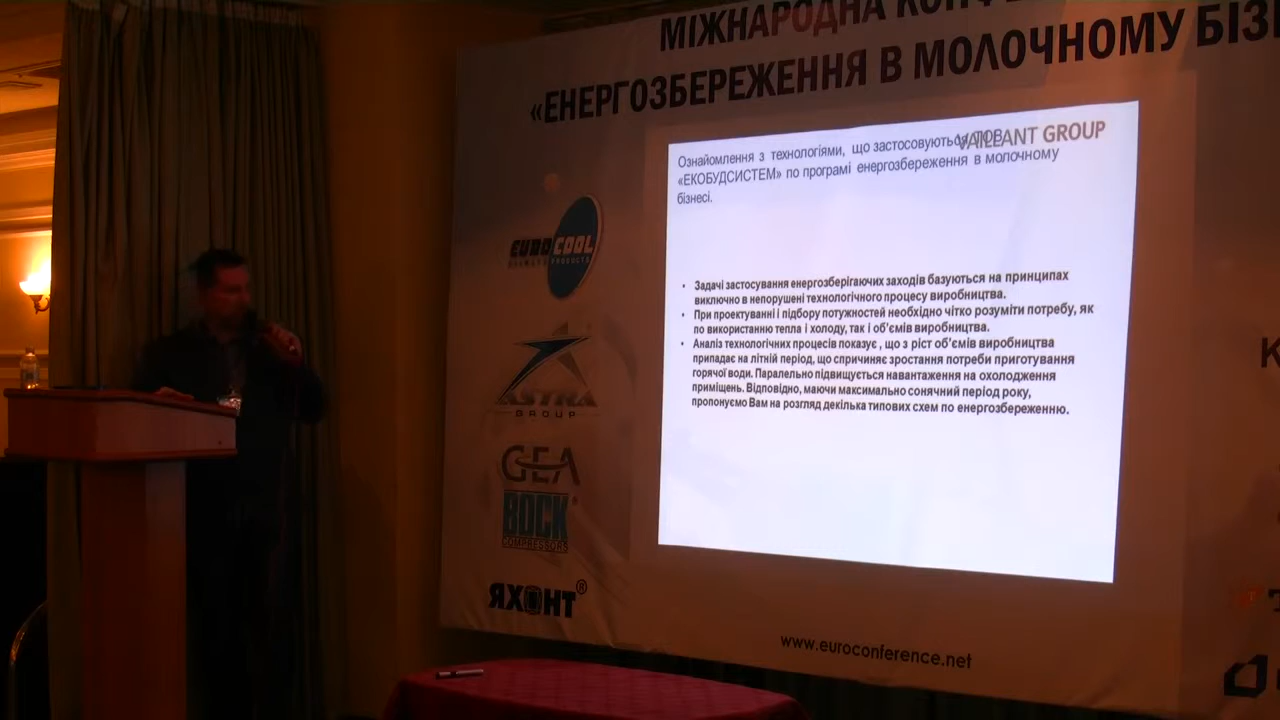 МІЖНАРОДНА
«ЕНЕРГОЗБЕРЕЖЕННЯ В МОЛОЧНОМУ
VAILLANT GROUP
Ознайомлення з технологіями, що застосовуються ТОВ
«ЕКОБУДСИСТЕМ» по програмі енергозбереження в молочному
бізнесі.
• Задачі застосування енергозберігаючих заходів базуються на принципах
виключно в непорушені технологічного процесу виробництва.
• При проектуванні і підбору потужностей необхідно чітко розуміти потребу, як
по використанню тепла і холоду, так і об'ємів виробництва.
• Аналіз технологічних процесів показує , що з ріст об'ємів виробництва
припадає на літній період, що спричиняє зростання потреби приготування
горячої води. Паралельно підвищується навантаження на охолодження
приміщень. Відповідно, маючи максимально сонячний період року,
пропонуємо Вам на розгляд декілька типових схем по енергозбереженню.
EUROCOOL
CLIMATE PRODUCTS
ASTRA
GROUP
GEA
BOCK
COMPRESSORS
ЯХОНТ®
www.euroconference.net